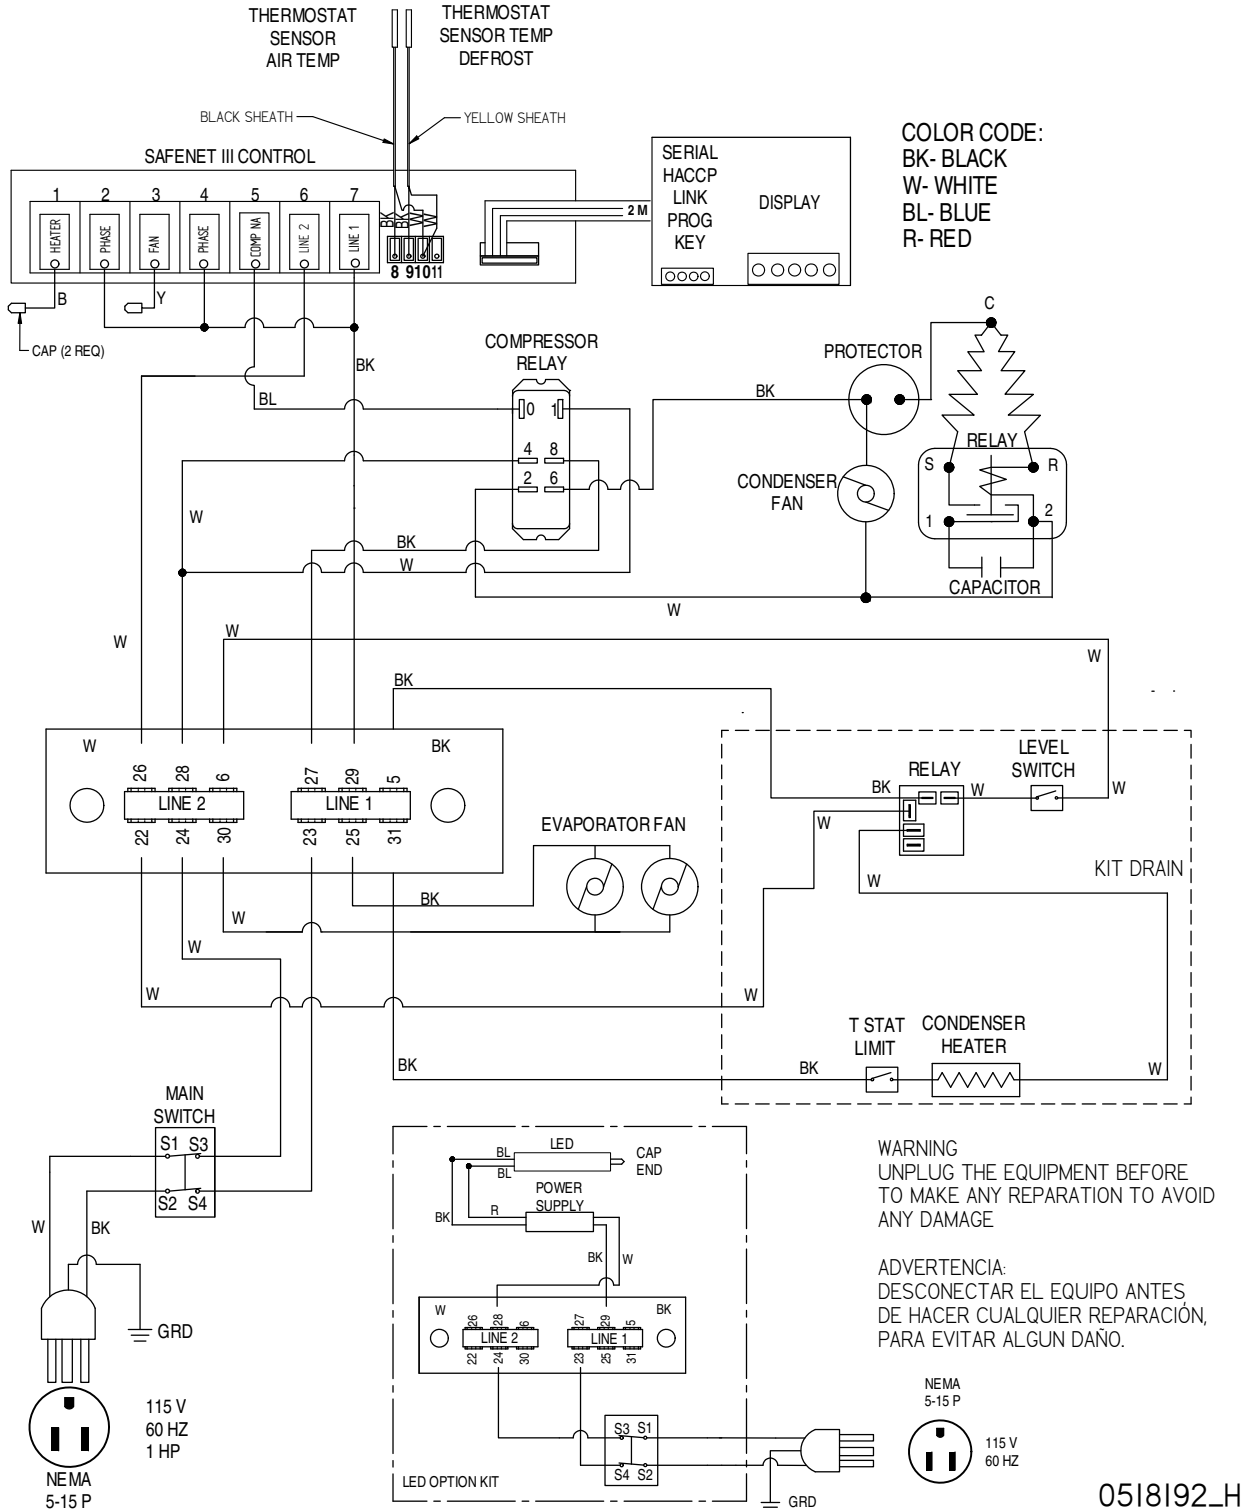 THERMOSTAT
SENSOR
AIR TEMP
THERMOSTAT
SENSOR TEMP
DEFROST
BLACK SHEATH
YELLOW SHEATH
SAFENET III CONTROL
1 2 3 4 5 6 7
HEATER
PHASE
FAN
PHASE
COMP NA
LINE 2
LINE 1
BK
BK
W
W
8 9 10 11
2 M
SERIAL
HACCP
LINK
PROG
KEY
DISPLAY
COLOR CODE:
BK- BLACK
W- WHITE
BL- BLUE
R- RED
B
Y
CAP (2 REQ)
BK
BL
COMPRESSOR
RELAY
0 1
4 8
2 6
BK
PROTECTOR
C
RELAY
S R
1 2
CAPACITOR
CONDENSER
FAN
W
BK
W
W
W
W
W
BK
W BK
26 28 6 27 29 5
LINE 2 LINE 1
22 24 30 23 25 31
EVAPORATOR FAN
BK
W
W
W
W
BK
RELAY
LEVEL
SWITCH
BK W W
W
W
KIT DRAIN
T STAT
LIMIT
CONDENSER
HEATER
BK W
MAIN
SWITCH
S1 S3
S2 S4
W BK
GRD
115 V
60 HZ
1 HP
NEMA
5-15 P
BL LED CAP
END
BL
POWER
SUPPLY
BK R
BK W
W BK
26 28 6 27 29 5
LINE 2 LINE 1
22 24 30 23 25 31
S3 S1
S4 S2
LED OPTION KIT
GRD
WARNING
UNPLUG THE EQUIPMENT BEFORE
TO MAKE ANY REPARATION TO AVOID
ANY DAMAGE
ADVERTENCIA:
DESCONECTAR EL EQUIPO ANTES
DE HACER CUALQUIER REPARACIÓN,
PARA EVITAR ALGUN DAÑO.
NEMA
5-15 P
115 V
60 HZ
0518192_H